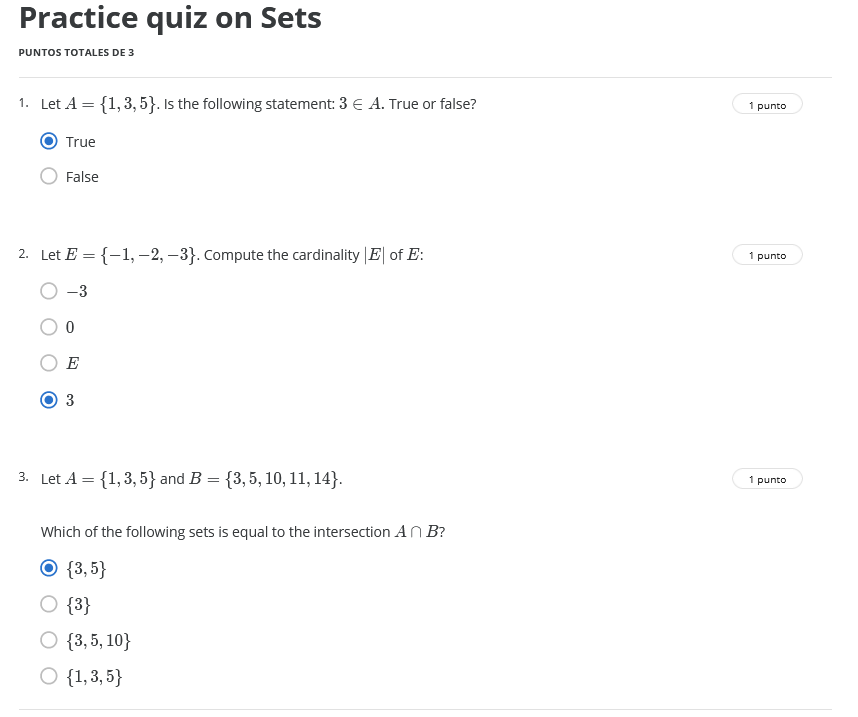 Practice quiz on Sets
PUNTOS TOTALES DE 3
1. Let A = {1, 3, 5}. Is the following statement: 3 ∈ A. True or false?
1 punto
True
False
2. Let E = {−1, −2, −3}. Compute the cardinality |E| of E:
1 punto
−3
0
E
3
3. Let A = {1, 3, 5} and B = {3, 5, 10, 11, 14}.
1 punto
Which of the following sets is equal to the intersection A ∩ B?
{3, 5}
{3}
{3, 5, 10}
{1, 3, 5}